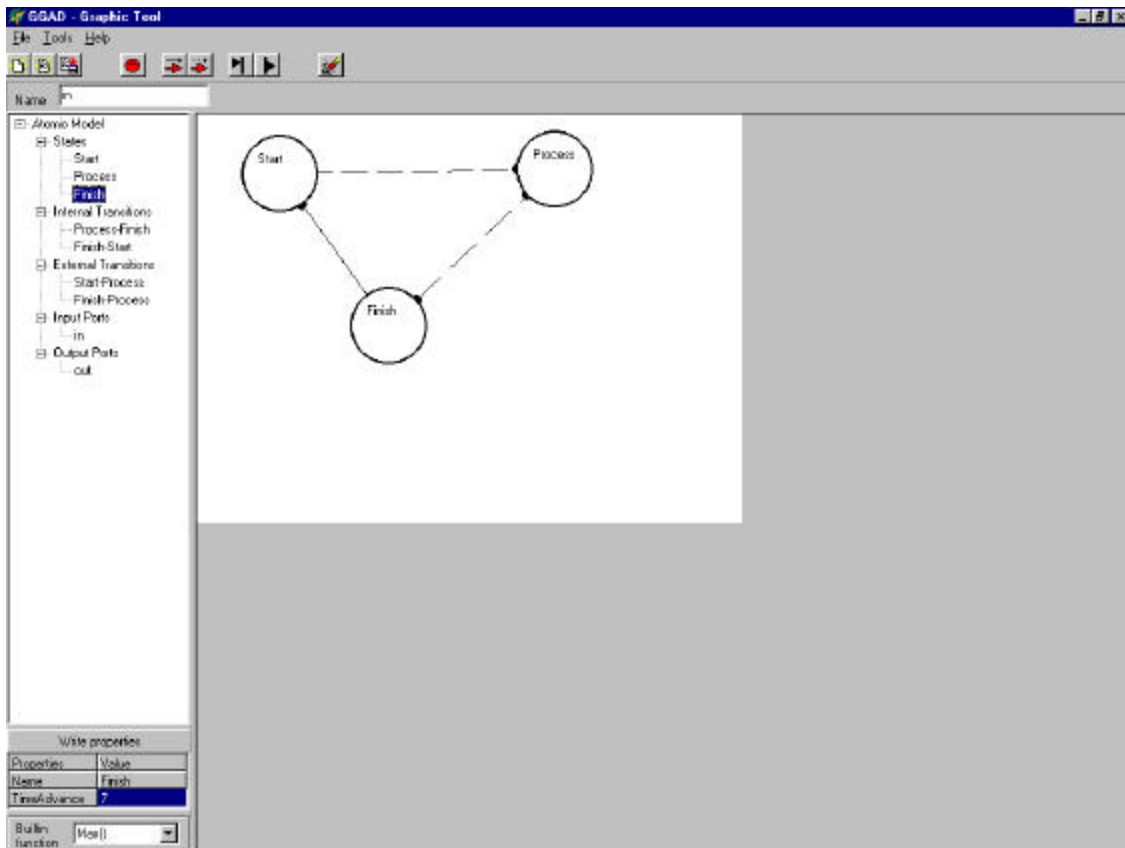 GGAD - Graphic Tool
File Tools Help
Name in
Atomic Model
States
Start
Process
Finish
Internal Transitions
Process-Finish
Finish-Start
External Transitions
Start-Process
Finish-Process
Input Ports
in
Output Ports
out
Start
Process
Finish
Write properties
Properties Value
Name Finish
TimeAdvance 7
Builtin
function